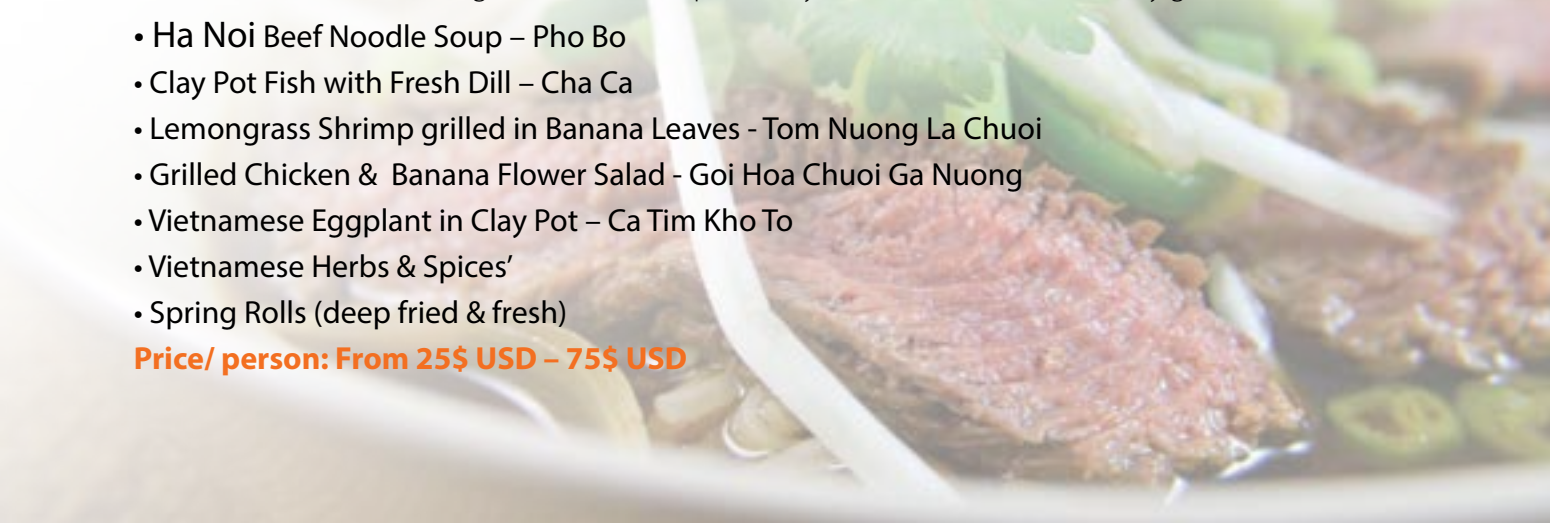 • Ha Noi Beef Noodle Soup – Pho Bo
• Clay Pot Fish with Fresh Dill – Cha Ca
• Lemongrass Shrimp grilled in Banana Leaves - Tom Nuong La Chuoi
• Grilled Chicken &  Banana Flower Salad - Goi Hoa Chuoi Ga Nuong
• Vietnamese Eggplant in Clay Pot – Ca Tim Kho To
• Vietnamese Herbs & Spices’
• Spring Rolls (deep fried & fresh)
Price/ person: From 25$ USD – 75$ USD